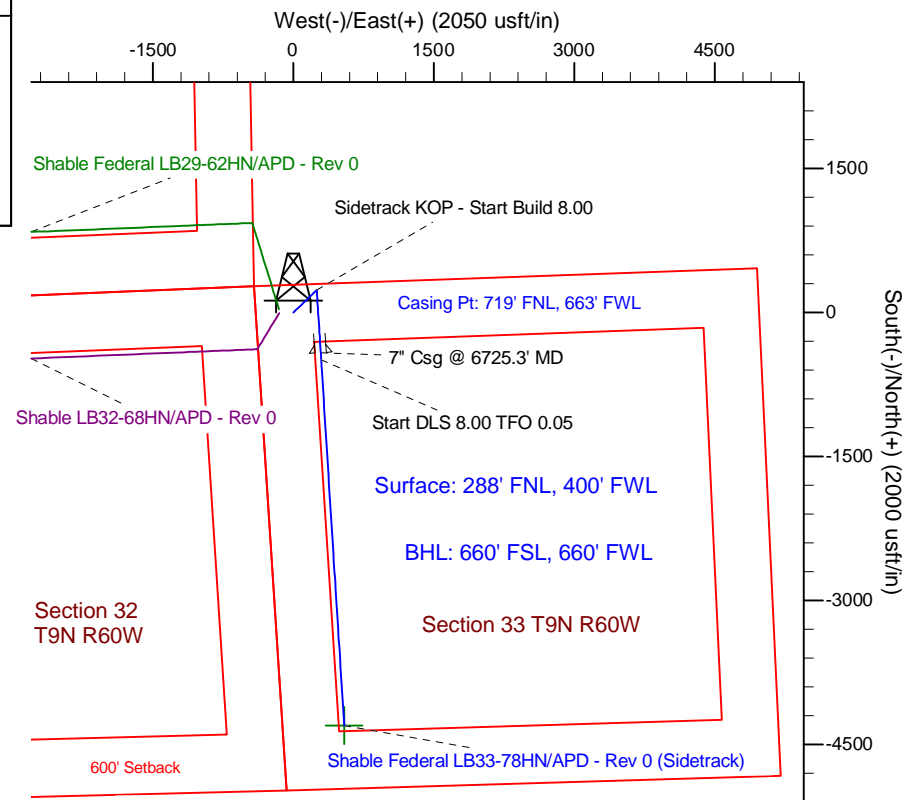 West(-)/East(+) (2050 usft/in)
-1500 0 1500 3000 4500
Shable Federal LB29-62HN/APD - Rev 0
1500
Sidetrack KOP - Start Build 8.00
Casing Pt: 719' FNL, 663' FWL
0
7" Csg @ 6725.3' MD
Shable LB32-68HN/APD - Rev 0
Start DLS 8.00 TFO 0.05
-1500
South(-)/North(+) (2000 usft/in)
Surface: 288' FNL, 400' FWL
BHL: 660' FSL, 660' FWL
-3000
Section 32
T9N R60W
Section 33 T9N R60W
-4500
600' Setback
Shable Federal LB33-78HN/APD - Rev 0 (Sidetrack)